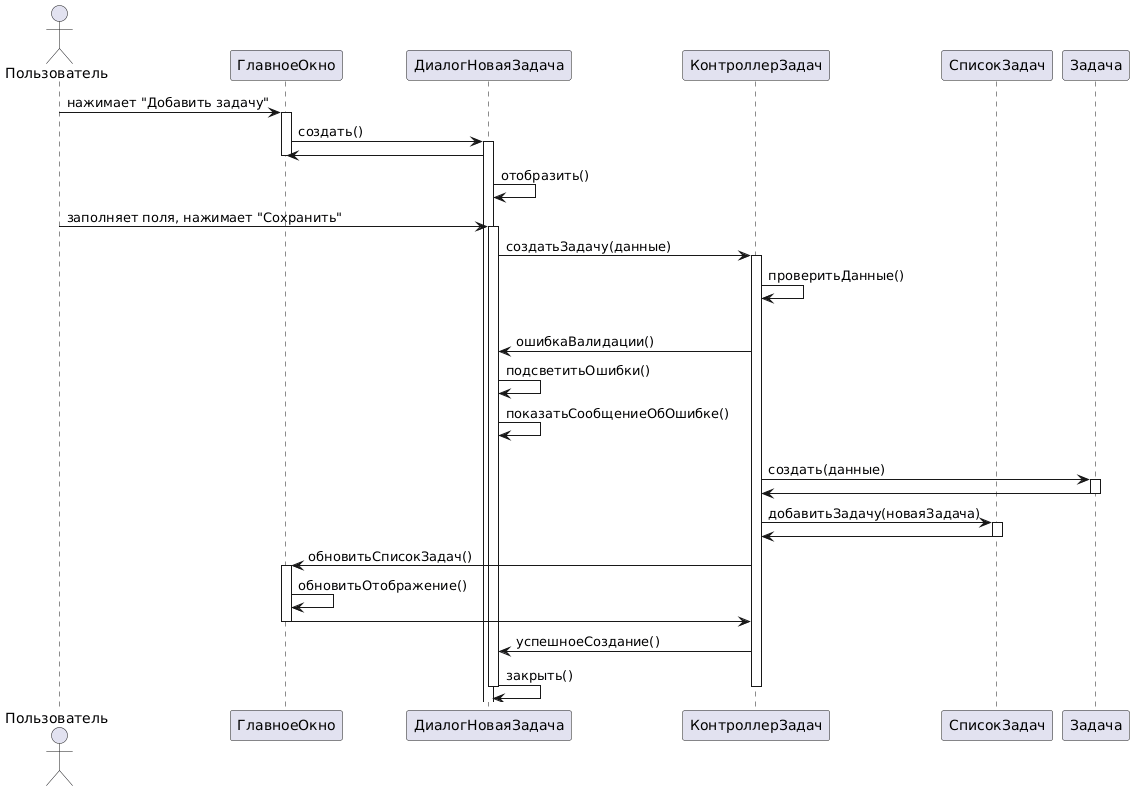 Пользователь
ГлавноеОкно
ДиалогНоваяЗадача
КонтроллерЗадач
СписокЗадач
Задача
нажимает "Добавить задачу"
создать()
отобразить()
заполняет поля, нажимает "Сохранить"
создатьЗадачу(данные)
проверитьДанные()
ошибкаВалидации()
подсветитьОшибки()
показатьСообщениеОбОшибке()
создать(данные)
добавитьЗадачу(новаяЗадача)
обновитьСписокЗадач()
обновитьОтображение()
успешноеСоздание()
закрыть()
Пользователь
ГлавноеОкно
ДиалогНоваяЗадача
КонтроллерЗадач
СписокЗадач
Задача